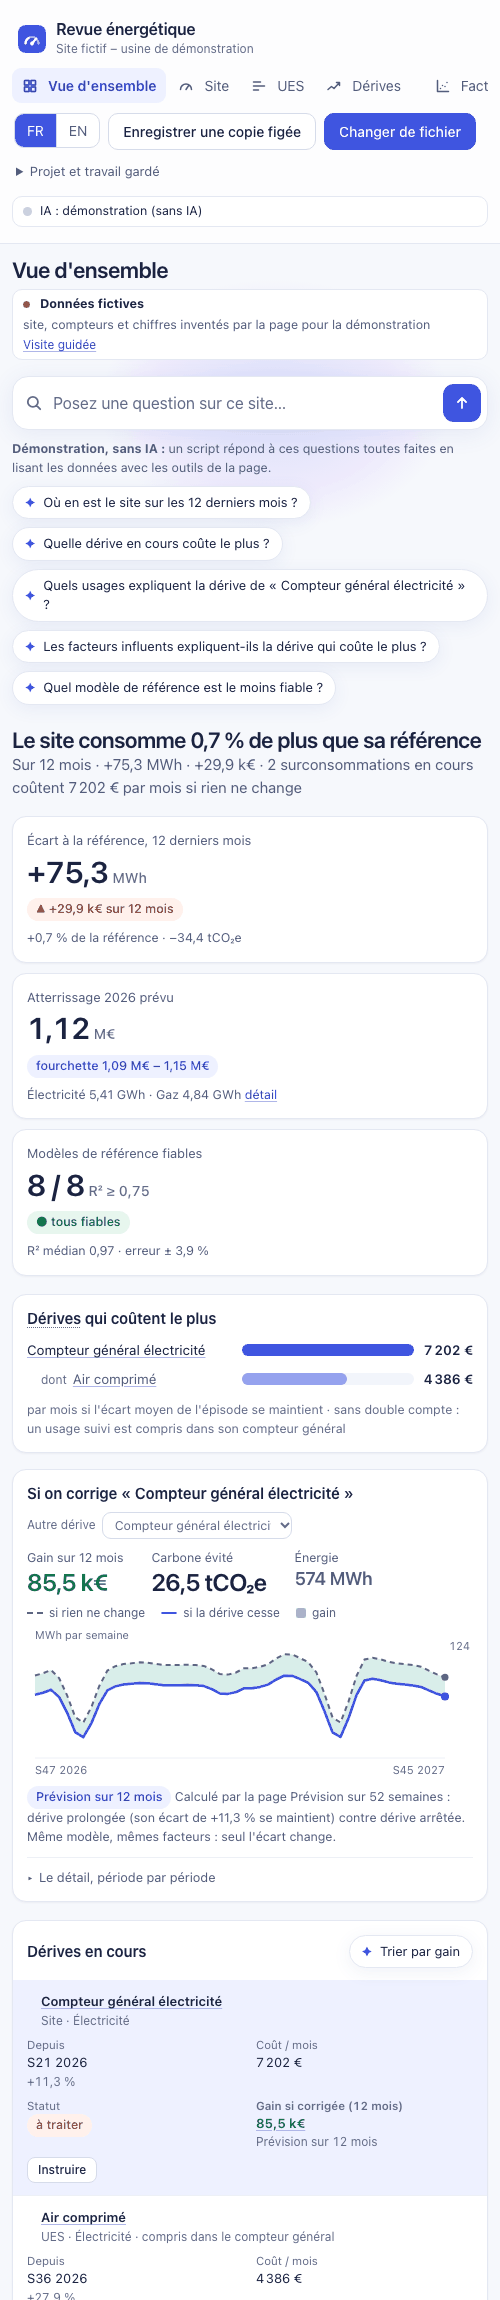 Revue énergétique
Site fictif – usine de démonstration
Vue d'ensemble
Site
UES
Dérives
Fact
FR
EN
Enregistrer une copie figée
Changer de fichier
▶ Projet et travail gardé
IA : démonstration (sans IA)
Vue d'ensemble
Données fictives
site, compteurs et chiffres inventés par la page pour la démonstration
Visite guidée
Posez une question sur ce site...
Démonstration, sans IA : un script répond à ces questions toutes faites en
lisant les données avec les outils de la page.
Où en est le site sur les 12 derniers mois ?
Quelle dérive en cours coûte le plus ?
Quels usages expliquent la dérive de « Compteur général électricité »
?
Les facteurs influents expliquent-ils la dérive qui coûte le plus ?
Quel modèle de référence est le moins fiable ?
Le site consomme 0,7 % de plus que sa référence
Sur 12 mois · +75,3 MWh · +29,9 k€ · 2 surconsommations en cours
coûtent 7 202 € par mois si rien ne change
Écart à la référence, 12 derniers mois
+75,3 MWh
▲ +29,9 k€ sur 12 mois
+0,7 % de la référence · −34,4 tCO₂e
Atterrissage 2026 prévu
1,12 M€
fourchette 1,09 M€ – 1,15 M€
Électricité 5,41 GWh · Gaz 4,84 GWh détail
Modèles de référence fiables
8 / 8 R² ≥ 0,75
● tous fiables
R² médian 0,97 · erreur ± 3,9 %
Dérives qui coûtent le plus
Compteur général électricité 7 202 €
dont Air comprimé 4 386 €
par mois si l'écart moyen de l'épisode se maintient · sans double compte :
un usage suivi est compris dans son compteur général
Si on corrige « Compteur général électricité »
Autre dérive Compteur général électrici
Gain sur 12 mois
85,5 k€
Carbone évité
26,5 tCO₂e
Énergie
574 MWh
si rien ne change
si la dérive cesse
gain
MWh par semaine
124
S47 2026
S45 2027
Prévision sur 12 mois Calculé par la page Prévision sur 52 semaines :
dérive prolongée (son écart de +11,3 % se maintient) contre dérive arrêtée.
Même modèle, mêmes facteurs : seul l'écart change.
▸ Le détail, période par période
Dérives en cours
Trier par gain
Compteur général électricité
Site · Électricité
Depuis
S21 2026
+11,3 %
Coût / mois
7 202 €
Statut
à traiter
Gain si corrigée (12 mois)
85,5 k€
Prévision sur 12 mois
Instruire
Air comprimé
UES · Électricité · compris dans le compteur général
Depuis
S36 2026
+27,9 %
Coût / mois
4 386 €